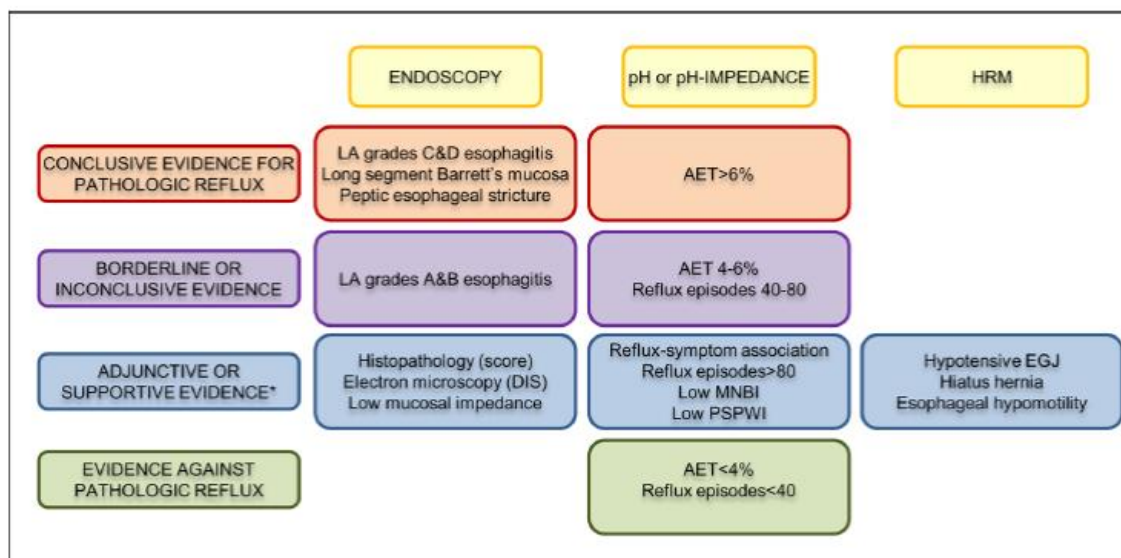 ENDOSCOPY
pH or pH-IMPEDANCE
HRM
CONCLUSIVE EVIDENCE FOR
PATHOLOGIC REFLUX
LA grades C&D esophagitis
Long segment Barrett's mucosa
Peptic esophageal stricture
AET>6%
BORDERLINE OR
INCONCLUSIVE EVIDENCE
LA grades A&B esophagitis
AET 4-6%
Reflux episodes 40-80
ADJUNCTIVE OR
SUPPORTIVE EVIDENCE*
Histopathology (score)
Electron microscopy (DIS)
Low mucosal impedance
Reflux-symptom association
Reflux episodes>80
Low MNBI
Low PSPWI
Hypotensive EGJ
Hiatus hernia
Esophageal hypomotility
EVIDENCE AGAINST
PATHOLOGIC REFLUX
AET<4%
Reflux episodes<40